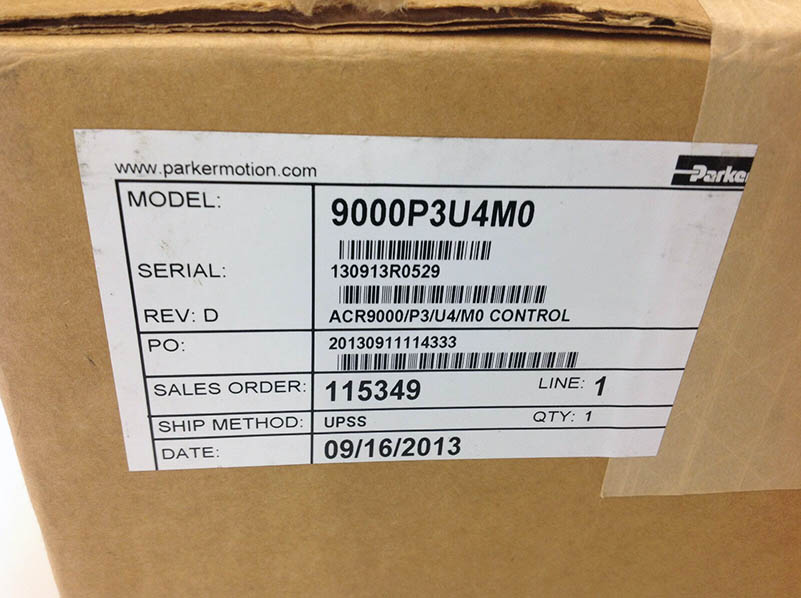 www.parkermotion.com
Parker
MODEL: 9000P3U4M0
SERIAL: 130913R0529
REV: D ACR9000/P3/U4/M0 CONTROL
PO: 20130911114333
SALES ORDER: 115349 LINE: 1
SHIP METHOD: UPSS QTY: 1
DATE: 09/16/2013